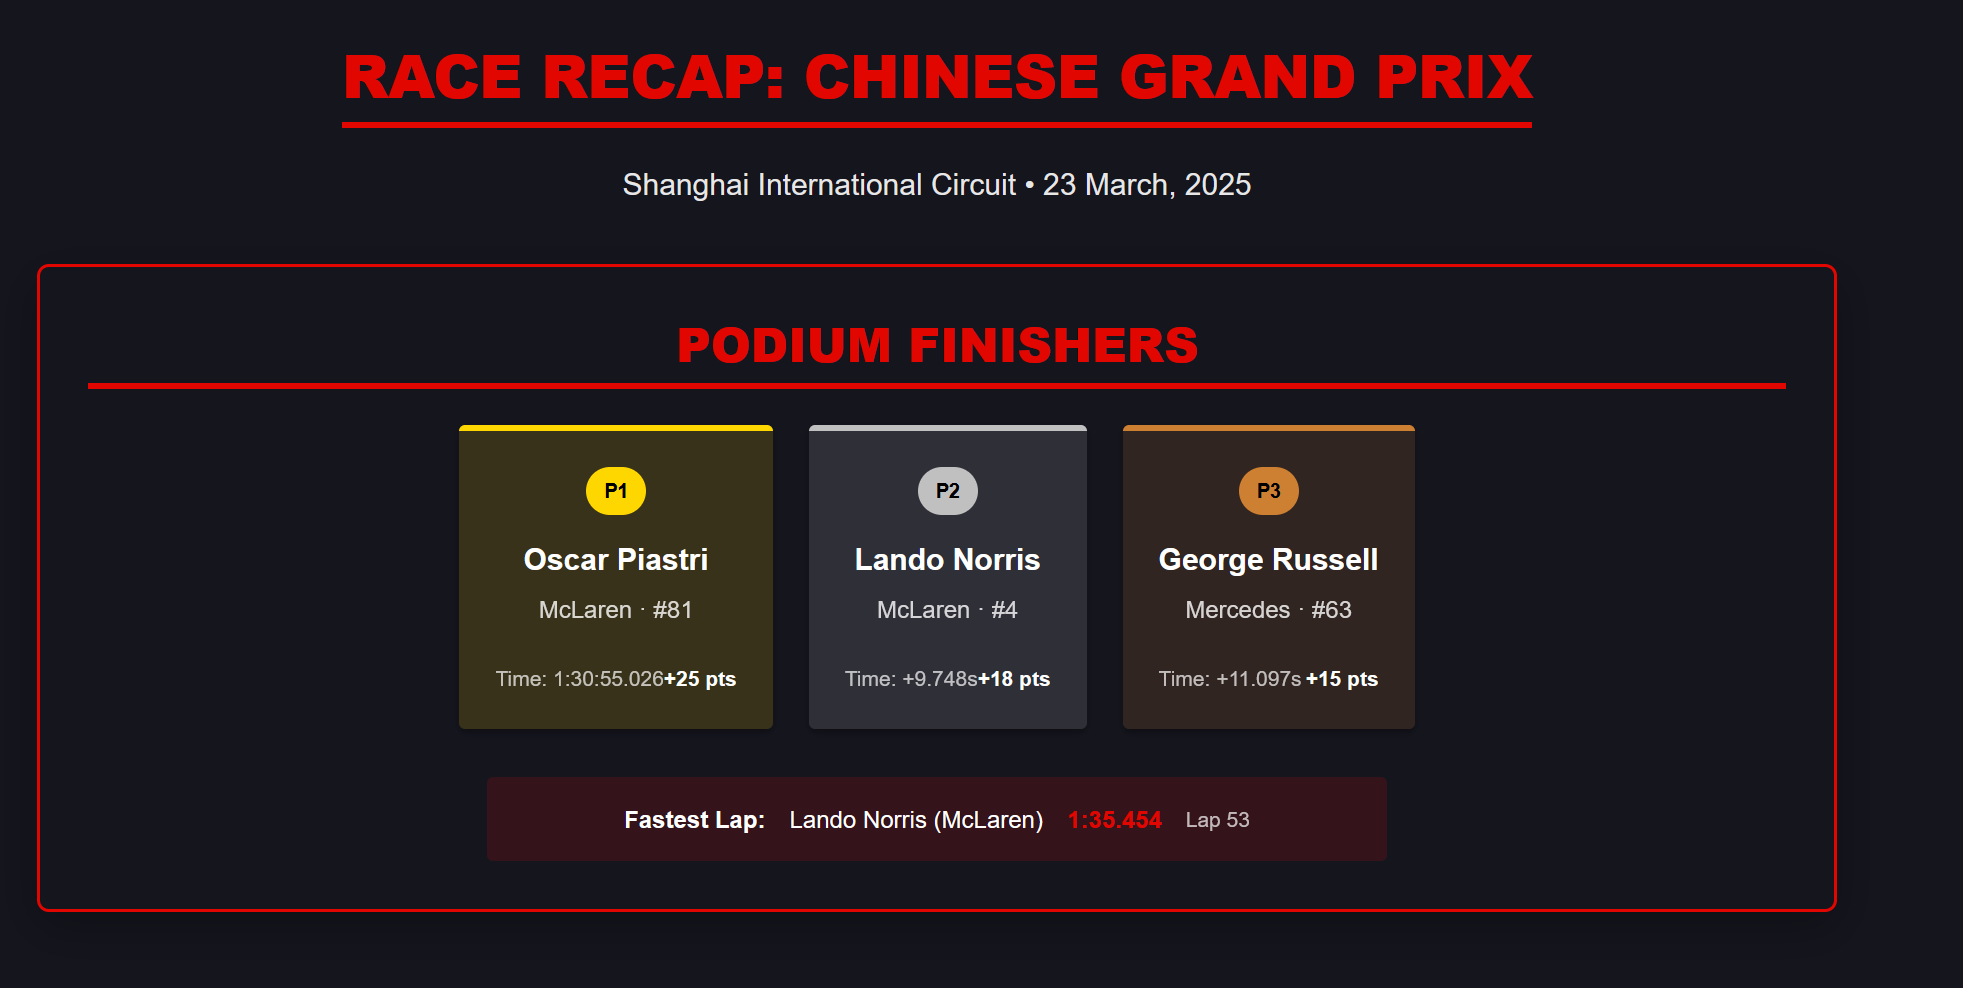 RACE RECAP: CHINESE GRAND PRIX
Shanghai International Circuit • 23 March, 2025
PODIUM FINISHERS
P1
Oscar Piastri
McLaren · #81
Time: 1:30:55.026+25 pts
P2
Lando Norris
McLaren · #4
Time: +9.748s+18 pts
P3
George Russell
Mercedes · #63
Time: +11.097s +15 pts
Fastest Lap: Lando Norris (McLaren) 1:35.454 Lap 53